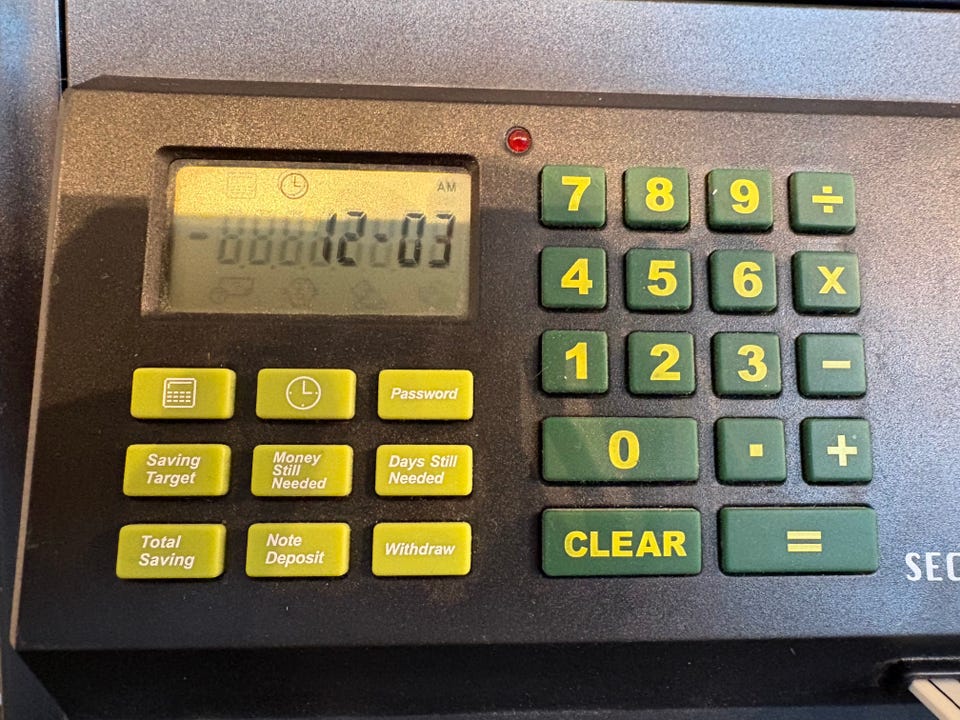 AM
12-03
7 8 9 ÷
4 5 6 X
1 2 3 −
0 . +
CLEAR =
Password
Saving
Target
Money
Still
Needed
Days Still
Needed
Total
Saving
Note
Deposit
Withdraw
SEC